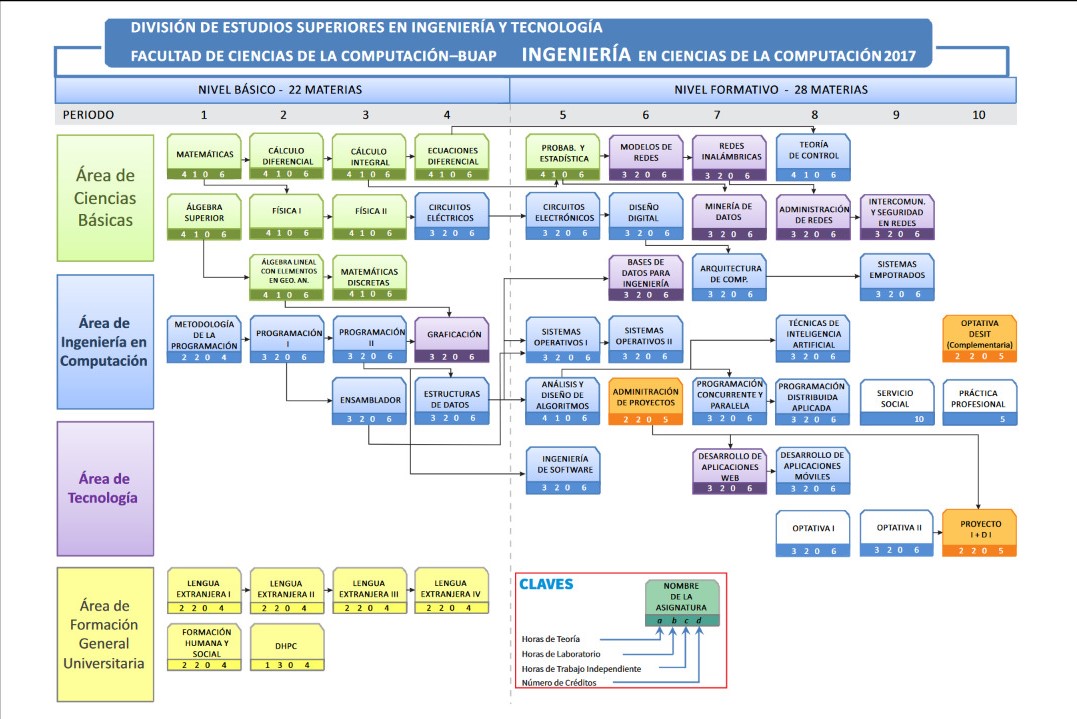 DIVISIÓN DE ESTUDIOS SUPERIORES EN INGENIERÍA Y TECNOLOGÍA
FACULTAD DE CIENCIAS DE LA COMPUTACIÓN–BUAP INGENIERÍA EN CIENCIAS DE LA COMPUTACIÓN 2017
NIVEL BÁSICO - 22 MATERIAS
NIVEL FORMATIVO - 28 MATERIAS
PERIODO 1 2 3 4 5 6 7 8 9 10
Área de
Ciencias
Básicas
MATEMÁTICAS
4 1 0 6
CÁLCULO
DIFERENCIAL
4 1 0 6
CÁLCULO
INTEGRAL
4 1 0 6
ECUACIONES
DIFERENCIAL
4 1 0 6
PROBAB. Y
ESTADÍSTICA
4 1 0 6
MODELOS DE
REDES
3 2 0 6
REDES
INALÁMBRICAS
3 2 0 6
TEORÍA
DE CONTROL
4 1 0 6
ÁLGEBRA
SUPERIOR
4 1 0 6
FÍSICA I
4 1 0 6
FÍSICA II
4 1 0 6
CIRCUITOS
ELÉCTRICOS
3 2 0 6
CIRCUITOS
ELECTRÓNICOS
3 2 0 6
DISEÑO
DIGITAL
3 2 0 6
MINERÍA DE
DATOS
3 2 0 6
ADMINISTRACIÓN
DE REDES
3 2 0 6
INTERCOMUN.
Y SEGURIDAD
EN REDES
3 2 0 6
ÁLGEBRA LINEAL
CON ELEMENTOS
EN GEO. AN.
4 1 0 6
MATEMÁTICAS
DISCRETAS
4 1 0 6
BASES DE
DATOS PARA
INGENIERÍA
3 2 0 6
ARQUITECTURA
DE COMP.
3 2 0 6
SISTEMAS
EMPOTRADOS
3 2 0 6
Área de
Ingeniería en
Computación
METODOLOGÍA
DE LA
PROGRAMACIÓN
2 2 0 4
PROGRAMACIÓN
I
3 2 0 6
PROGRAMACIÓN
II
3 2 0 6
GRAFICACIÓN
3 2 0 6
SISTEMAS
OPERATIVOS I
3 2 0 6
SISTEMAS
OPERATIVOS II
3 2 0 6
TÉCNICAS DE
INTELIGENCIA
ARTIFICIAL
3 2 0 6
OPTATIVA
DESIT
(Complementaria)
2 2 0 5
ENSAMBLADOR
3 2 0 6
ESTRUCTURAS
DE DATOS
3 2 0 6
ANÁLISIS Y
DISEÑO DE
ALGORITMOS
4 1 0 6
ADMINITRACIÓN
DE PROYECTOS
2 2 0 5
PROGRAMACIÓN
CONCURRENTE Y
PARALELA
3 2 0 6
PROGRAMACIÓN
DISTRIBUIDA
APLICADA
3 2 0 6
SERVICIO
SOCIAL
10
PRÁCTICA
PROFESIONAL
5
Área de
Tecnología
INGENIERÍA
DE SOFTWARE
3 2 0 6
DESARROLLO DE
APLICACIONES
WEB
3 2 0 6
DESARROLLO DE
APLICACIONES
MÓVILES
3 2 0 6
OPTATIVA I
3 2 0 6
OPTATIVA II
3 2 0 6
PROYECTO
I + D I
2 2 0 5
Área de
Formación
General
Universitaria
LENGUA
EXTRANJERA I
2 2 0 4
LENGUA
EXTRANJERA II
2 2 0 4
LENGUA
EXTRANJERA III
2 2 0 4
LENGUA
EXTRANJERA IV
2 2 0 4
FORMACIÓN
HUMANA Y
SOCIAL
2 2 0 4
DHPC
1 3 0 4
CLAVES
NOMBRE
DE LA
ASIGNATURA
a b c d
Horas de Teoría
Horas de Laboratorio
Horas de Trabajo Independiente
Número de Créditos